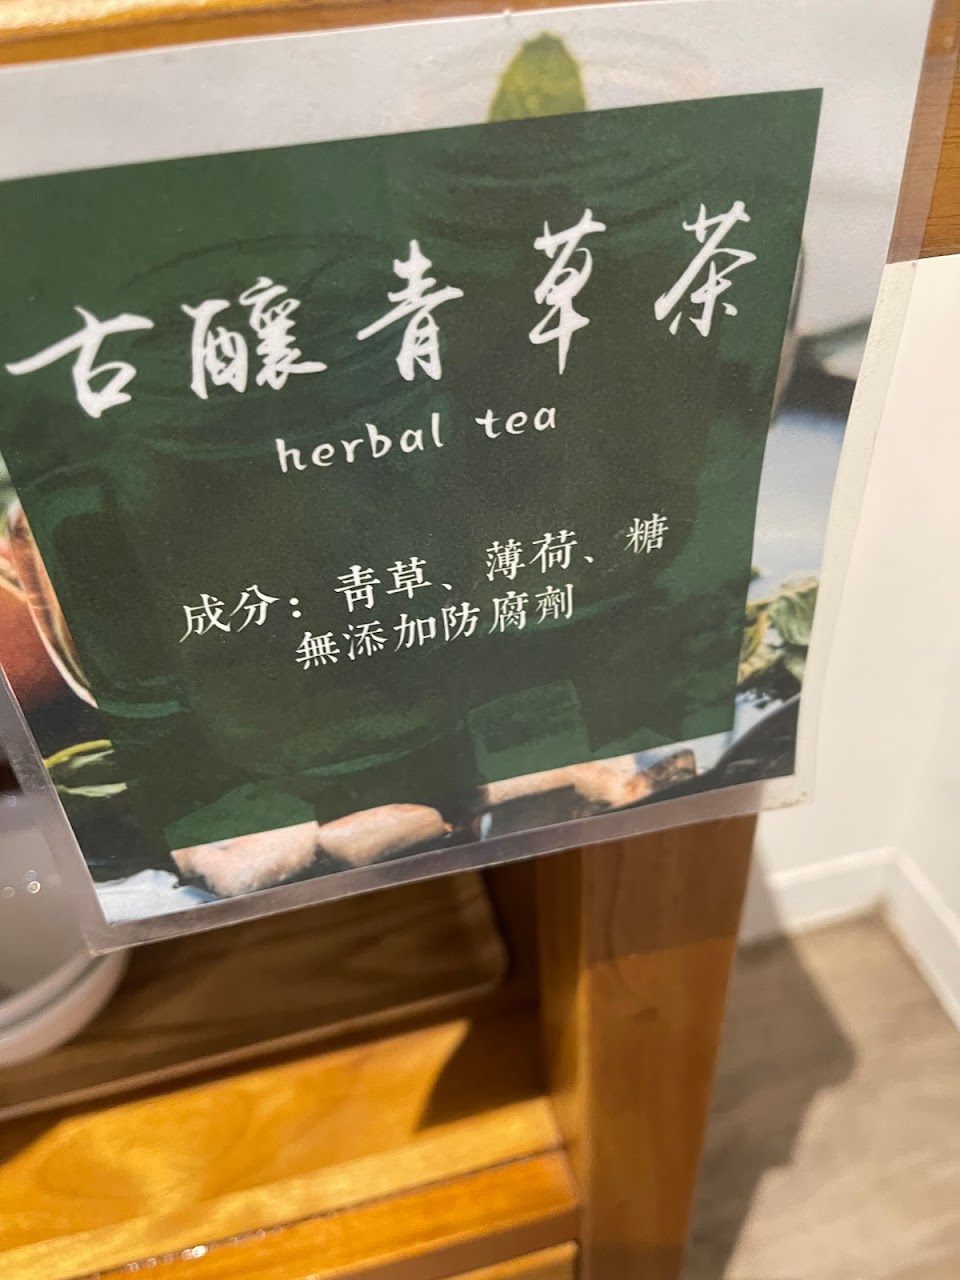 古釀青草茶
herbal tea
成分：青草、薄荷、糖
無添加防腐劑